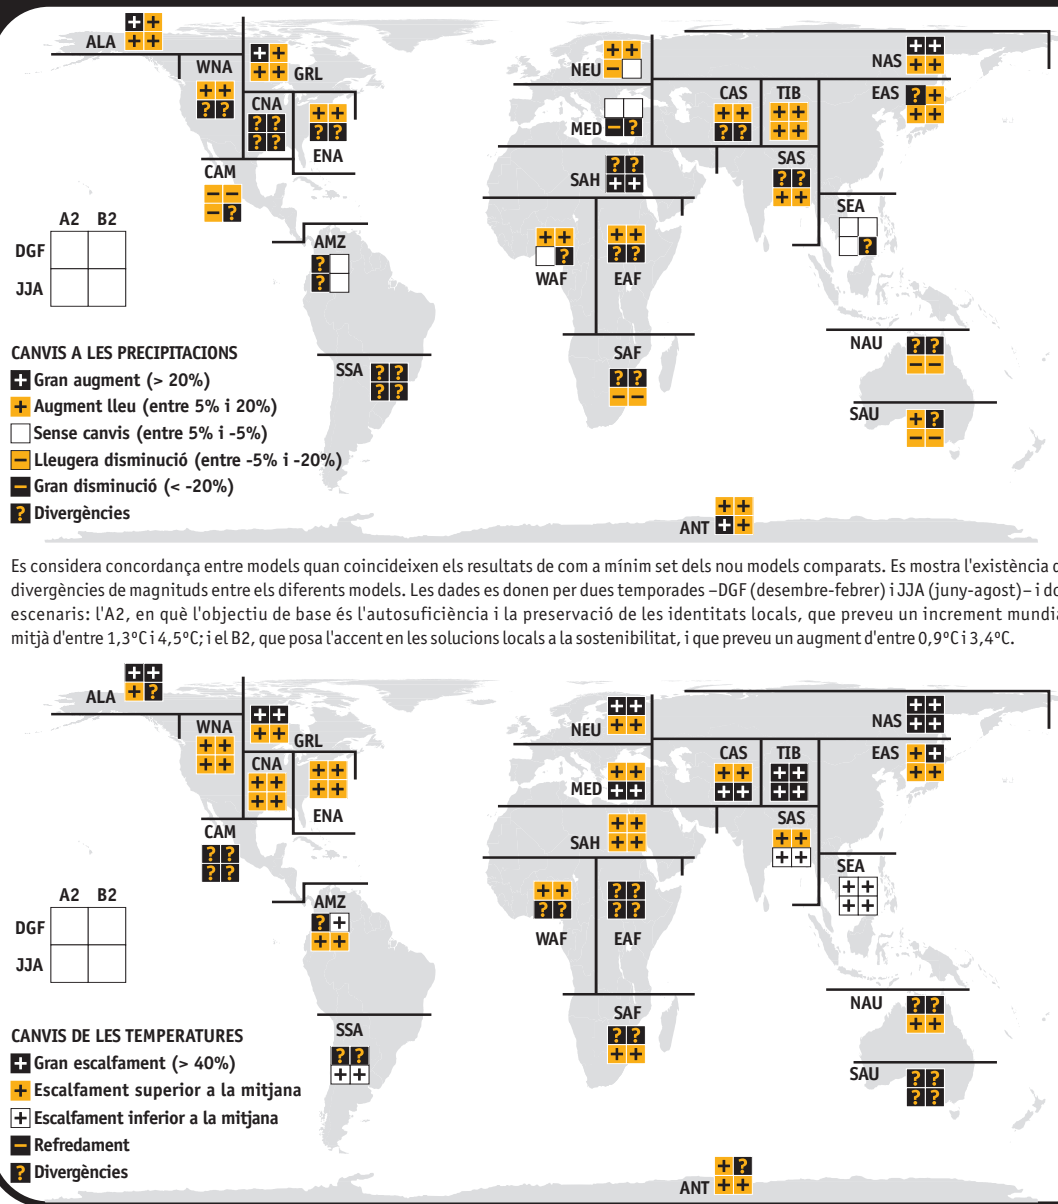 ALA
WNA
GRL
CNA
ENA
CAM
AMZ
SSA
NEU
MED
SAH
WAF
EAF
SAF
CAS
TIB
SAS
NAS
EAS
SEA
NAU
SAU
ANT
A2 B2
DGF
JJA
CANVIS A LES PRECIPITACIONS
+ Gran augment (> 20%)
+ Augment lleu (entre 5% i 20%)
Sense canvis (entre 5% i -5%)
– Lleugera disminució (entre -5% i -20%)
– Gran disminució (< -20%)
? Divergències
Es considera concordança entre models quan coincideixen els resultats de com a mínim set dels nou models comparats. Es mostra l'existència
divergències de magnituds entre els diferents models. Les dades es donen per dues temporades –DGF (desembre-febrer) i JJA (juny-agost)– i
escenaris: l'A2, en què l'objectiu de base és l'autosuficiència i la preservació de les identitats locals, que preveu un increment
mitjà d'entre 1,3ºC i 4,5ºC; i el B2, que posa l'accent en les solucions locals a la sostenibilitat, i que preveu un augment d'entre 0,9ºC i 3,4ºC.
ALA
WNA
GRL
CNA
ENA
CAM
AMZ
SSA
NEU
MED
SAH
WAF
EAF
SAF
CAS
TIB
SAS
NAS
EAS
SEA
NAU
SAU
ANT
A2 B2
DGF
JJA
CANVIS DE LES TEMPERATURES
+ Gran escalfament (> 40%)
+ Escalfament superior a la mitjana
+ Escalfament inferior a la mitjana
– Refredament
? Divergències